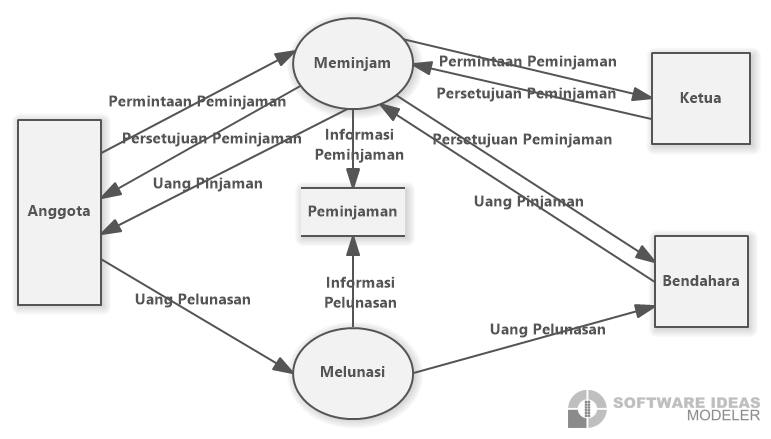 Meminjam
Permintaan Peminjaman
Ketua
Persetujuan Peminjaman
Permintaan Peminjaman
Informasi
Peminjaman
Persetujuan Peminjaman
Persetujuan Peminjaman
Uang Pinjaman
Uang Pinjaman
Anggota
Peminjaman
Bendahara
Informasi
Pelunasan
Uang Pelunasan
Uang Pelunasan
Melunasi
SOFTWARE IDEAS
MODELER